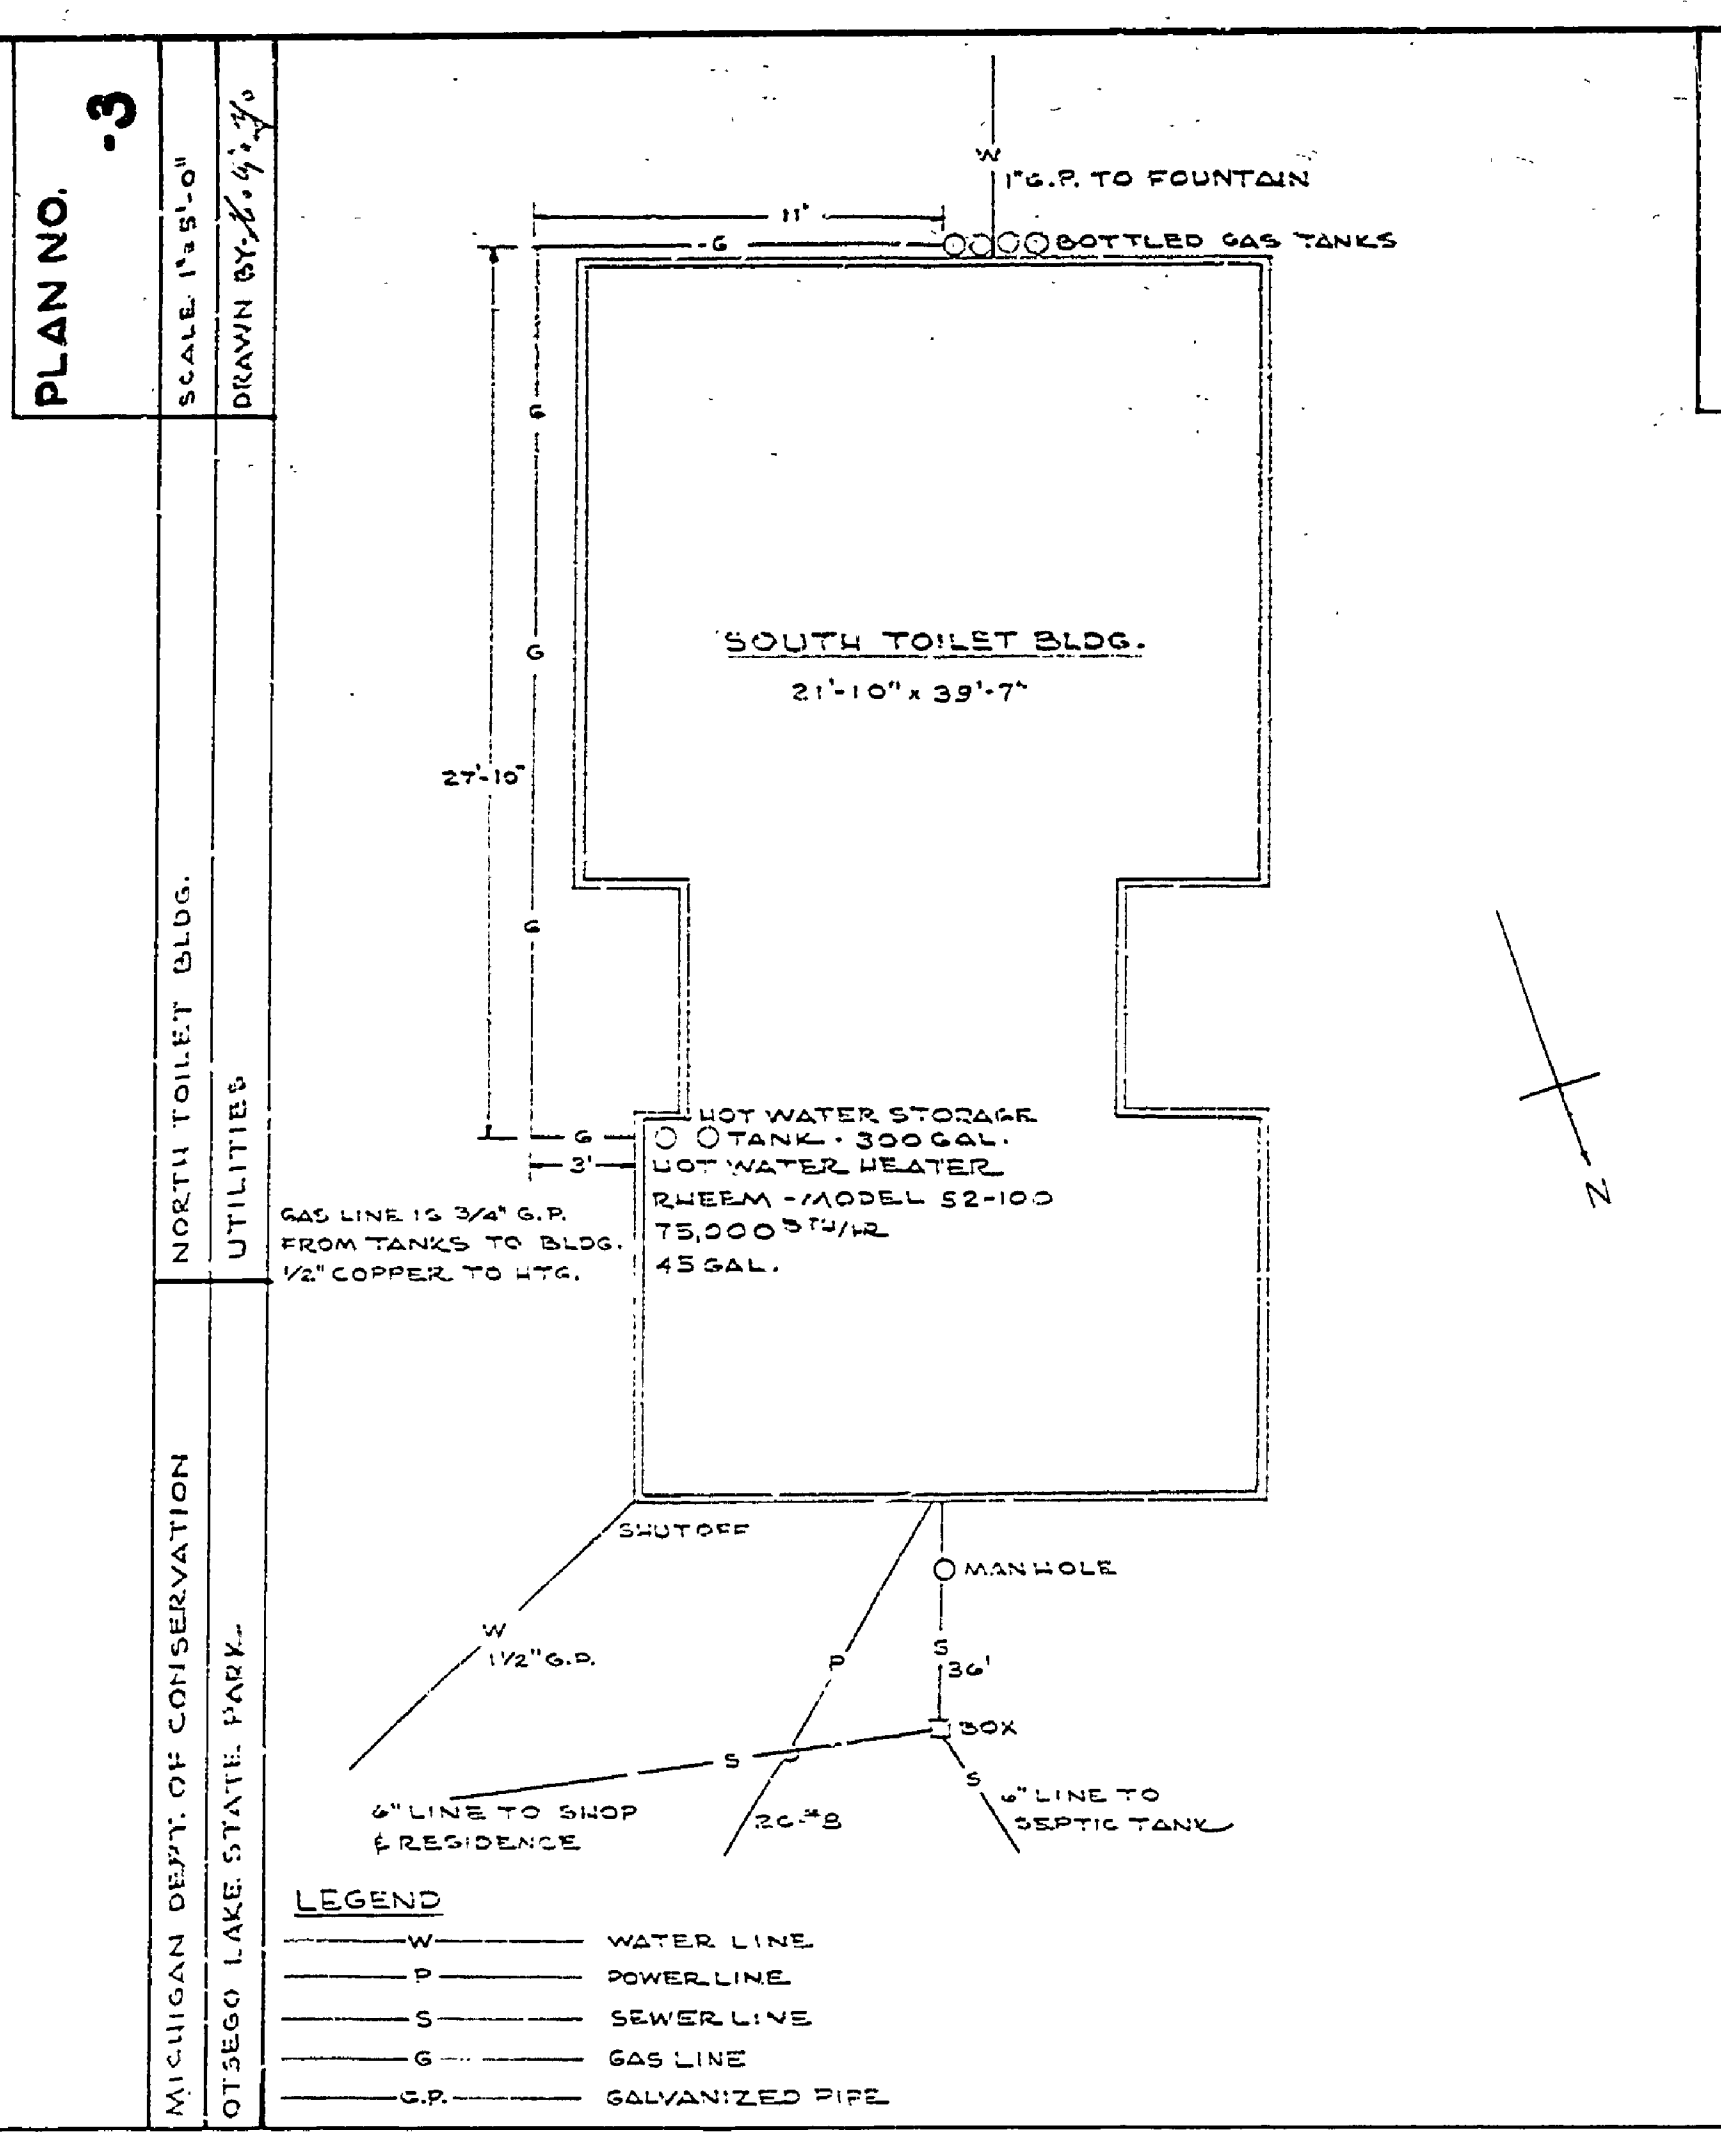 PLAN NO.
-3
SCALE 1"=5'-0"
DRAWN BY-
NORTH TOILET BLDG.
UTILITIES
MICHIGAN DEPT. OF CONSERVATION
OTSEGO LAKE STATE PARK
W
1" G.P. TO FOUNTAIN
11'
G
BOTTLED GAS TANKS
G
SOUTH TOILET BLDG.
21'-10" x 39'-7"
G
27'-10"
G
HOT WATER STORAGE
TANK - 300 GAL.
G
3'
HOT WATER HEATER
RHEEM - MODEL 52-100
75,000 BTU/HR
45 GAL.
GAS LINE IS 3/4" G.P.
FROM TANKS TO BLDG.
1/2" COPPER TO HTG.
N
SHUTOFF
MANHOLE
W
1 1/2" G.P.
P
S
36'
BOX
S
S
6" LINE TO SHOP
& RESIDENCE
2C-#8
6" LINE TO
SEPTIC TANK
LEGEND
W WATER LINE
P POWER LINE
S SEWER LINE
G GAS LINE
G.P. GALVANIZED PIPE